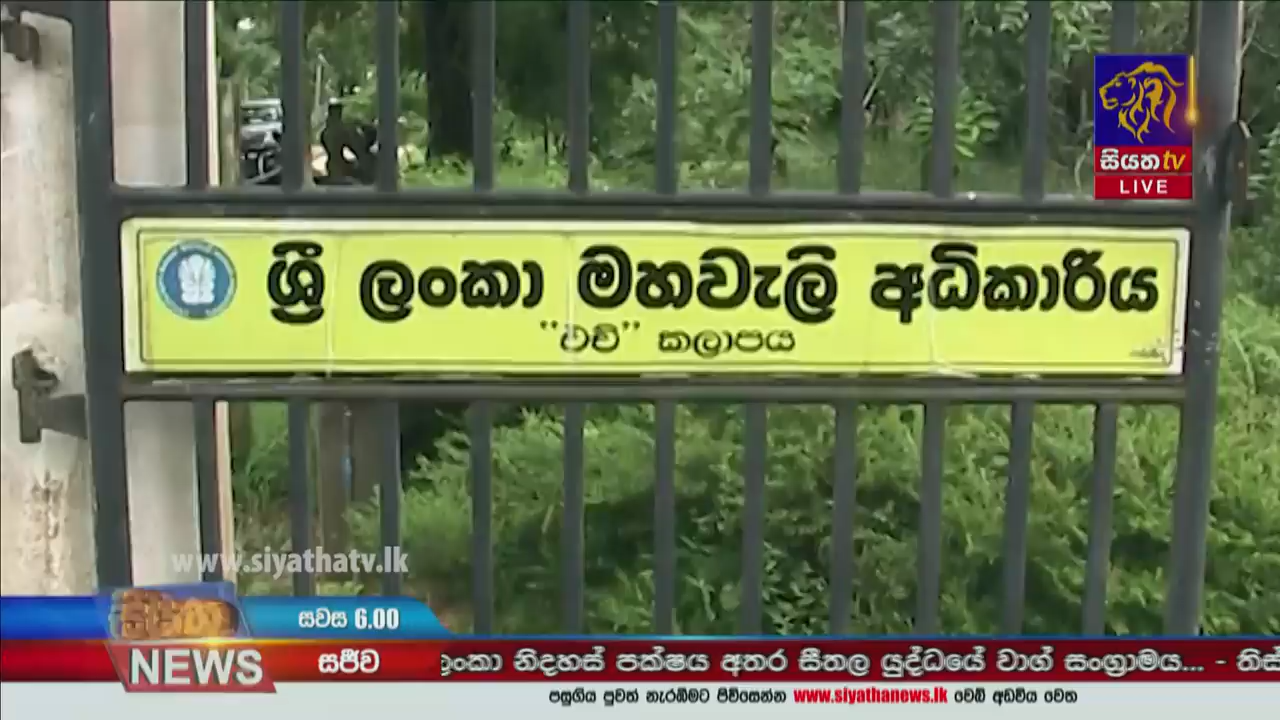 සියත tv
LIVE
ශ්‍රී ලංකා මහවැලි අධිකාරිය
"එච්" කලාපය
www.siyathatv.lk
සවස 6.00
NEWS
සජීව
ලංකා නිදහස් පක්ෂය අතර සීතල යුද්ධයේ වාග් සංග්‍රාමය... - තිස්
පසුගිය පුවත් නැරඹීමට පිවිසෙන්න www.siyathanews.lk වෙබ් අඩවිය වෙත